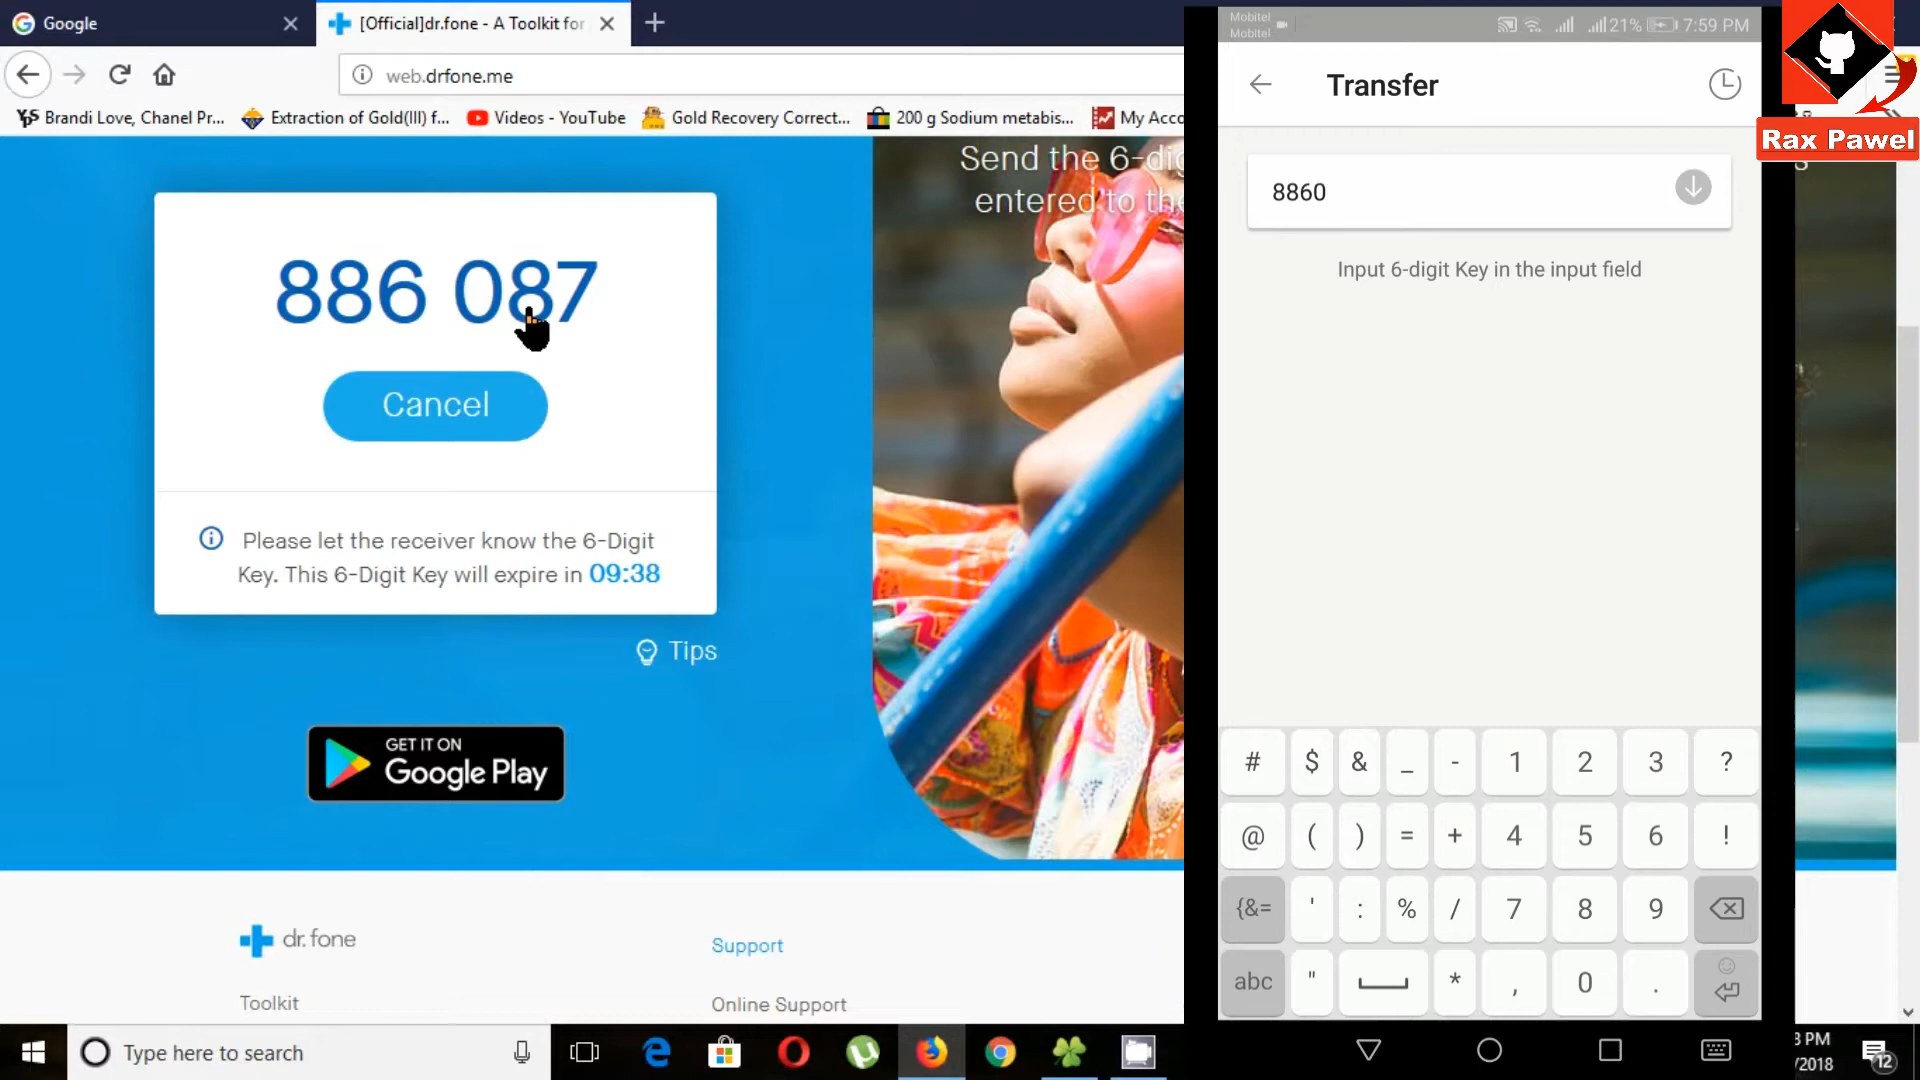 Google
[Official]dr.fone - A Toolkit for
web.drfone.me
Brandi Love, Chanel Pr...
Extraction of Gold(III) f...
Videos - YouTube
Gold Recovery Correct...
200 g Sodium metabis...
My Acco
Send the 6-dig
entered to the
886 087
Cancel
Please let the receiver know the 6-Digit
Key. This 6-Digit Key will expire in 09:38
Tips
GET IT ON
Google Play
dr.fone
Support
Toolkit
Online Support
Type here to search
Mobitel
Mobitel
21%
7:59 PM
Transfer
8860
Input 6-digit Key in the input field
# $ & _ - 1 2 3 ?
@ ( ) = + 4 5 6 !
{&= ' : % / 7 8 9
abc " * , 0 .
Rax Pawel
s
8 PM
/2018
12